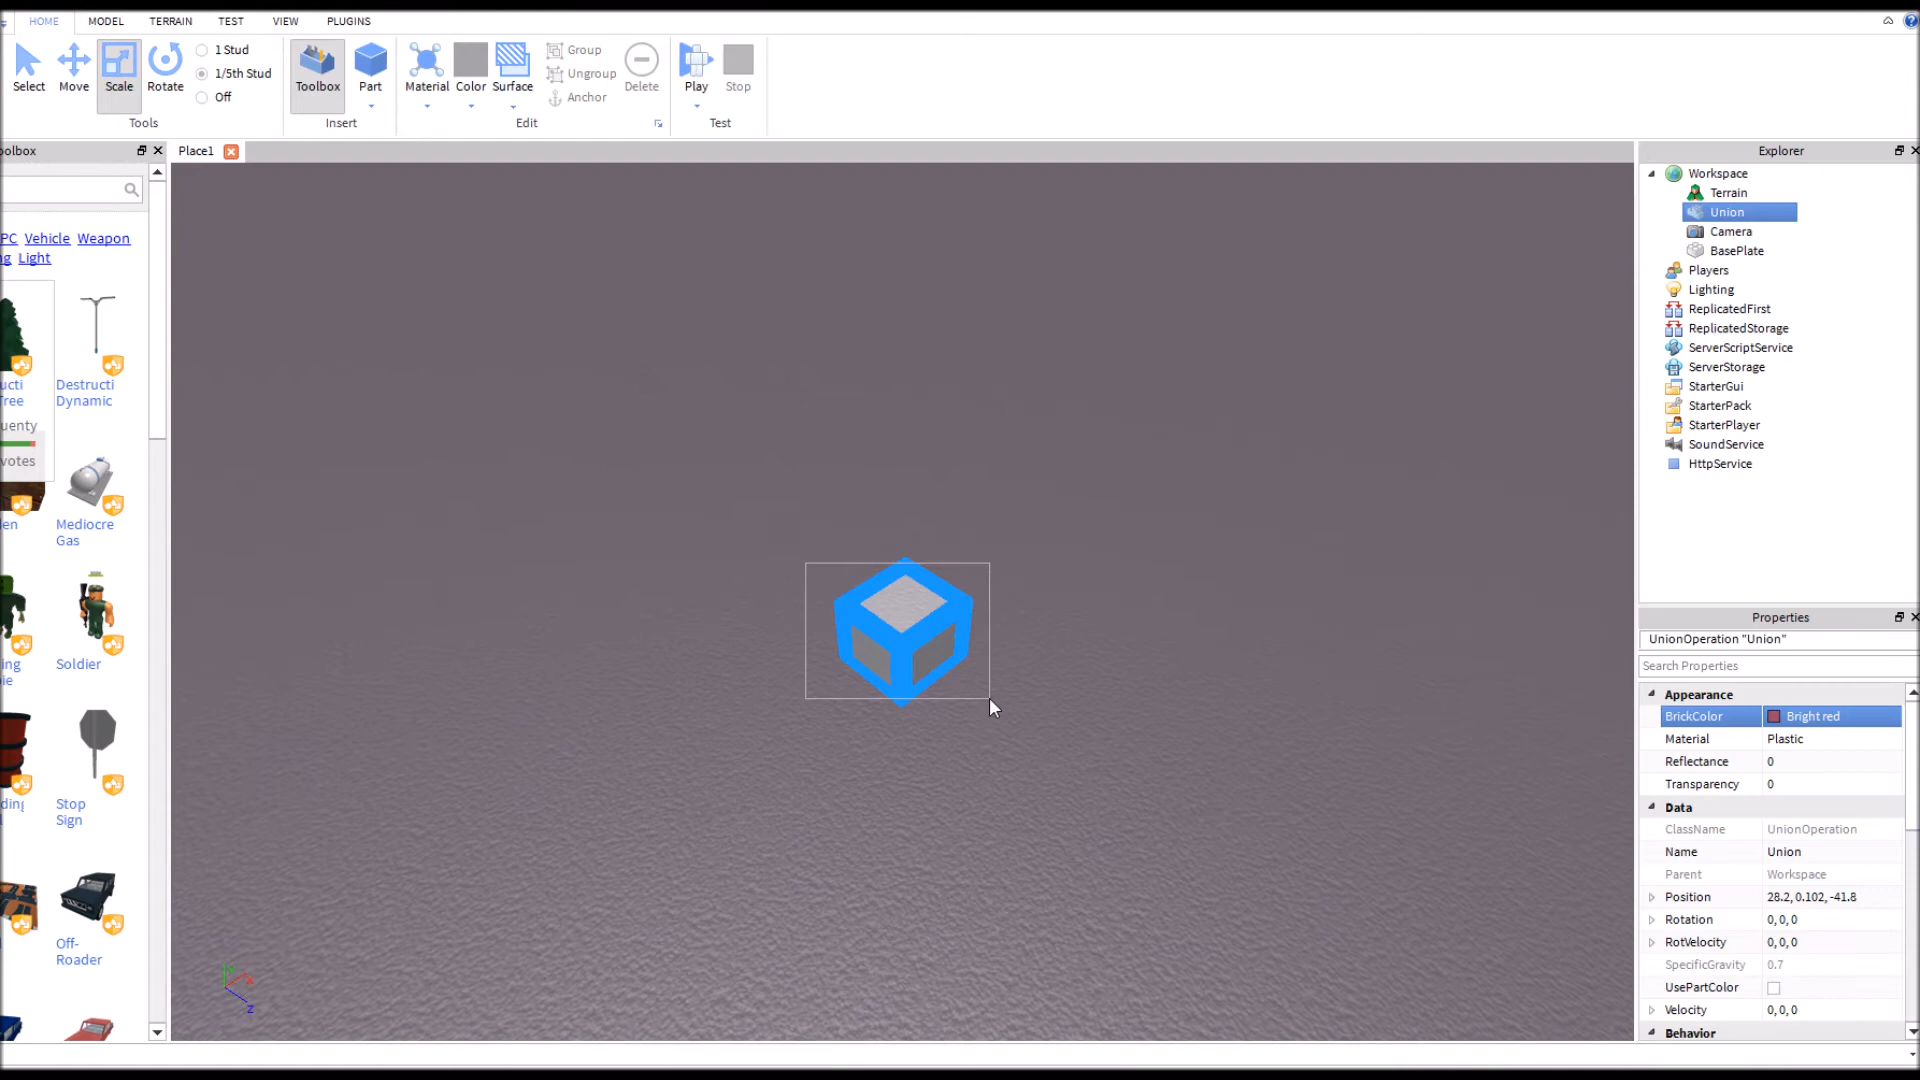 HOME MODEL TERRAIN TEST VIEW PLUGINS
Select Move Scale Rotate
1 Stud
1/5th Stud
Off
Tools
Toolbox Part
Insert
Material Color Surface
Group
Ungroup
Anchor
Delete
Edit
Play Stop
Test
oolbox
PC Vehicle Weapon
ng Light
ucti
Tree
uenty
votes
Destructi
Dynamic
en
Mediocre
Gas
ing
bie
Soldier
ding
Stop
Sign
Off-
Roader
Place1
Y
X
Z
Explorer
Workspace
Terrain
Union
Camera
BasePlate
Players
Lighting
ReplicatedFirst
ReplicatedStorage
ServerScriptService
ServerStorage
StarterGui
StarterPack
StarterPlayer
SoundService
HttpService
Properties
UnionOperation "Union"
Search Properties
Appearance
BrickColor Bright red
Material Plastic
Reflectance 0
Transparency 0
Data
ClassName UnionOperation
Name Union
Parent Workspace
Position 28.2, 0.102, -41.8
Rotation 0, 0, 0
RotVelocity 0, 0, 0
SpecificGravity 0.7
UsePartColor
Velocity 0, 0, 0
Behavior